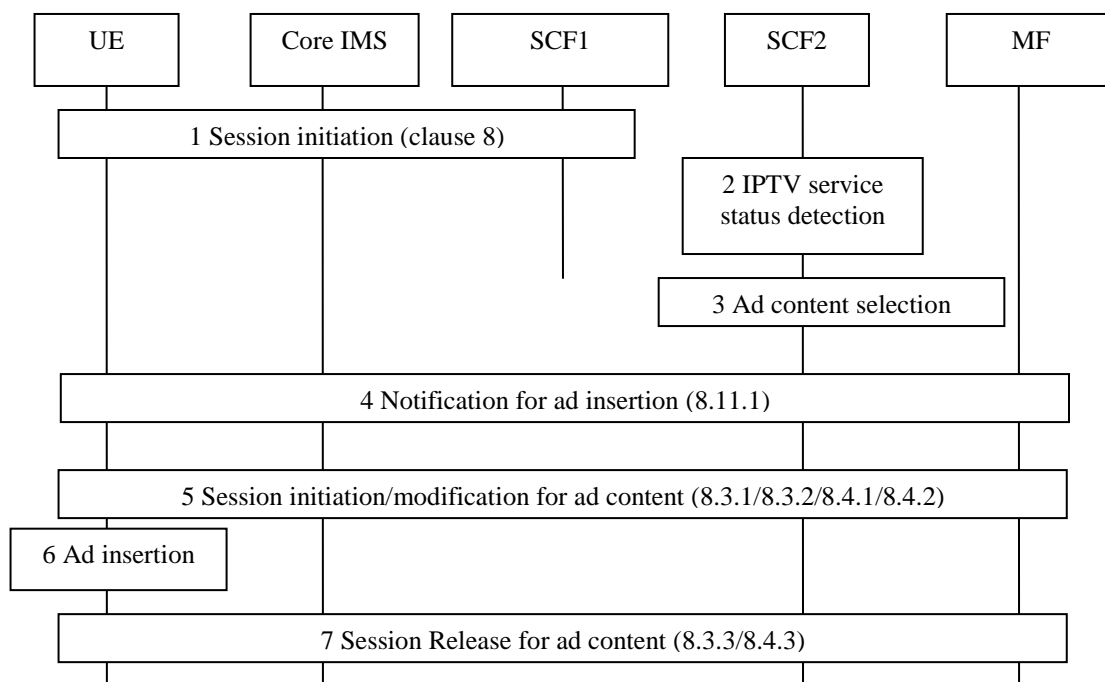 UE
Core IMS
SCF1
SCF2
MF
1 Session initiation (clause 8)
2 IPTV service
status detection
3 Ad content selection
4 Notification for ad insertion (8.11.1)
5 Session initiation/modification for ad content (8.3.1/8.3.2/8.4.1/8.4.2)
6 Ad insertion
7 Session Release for ad content (8.3.3/8.4.3)